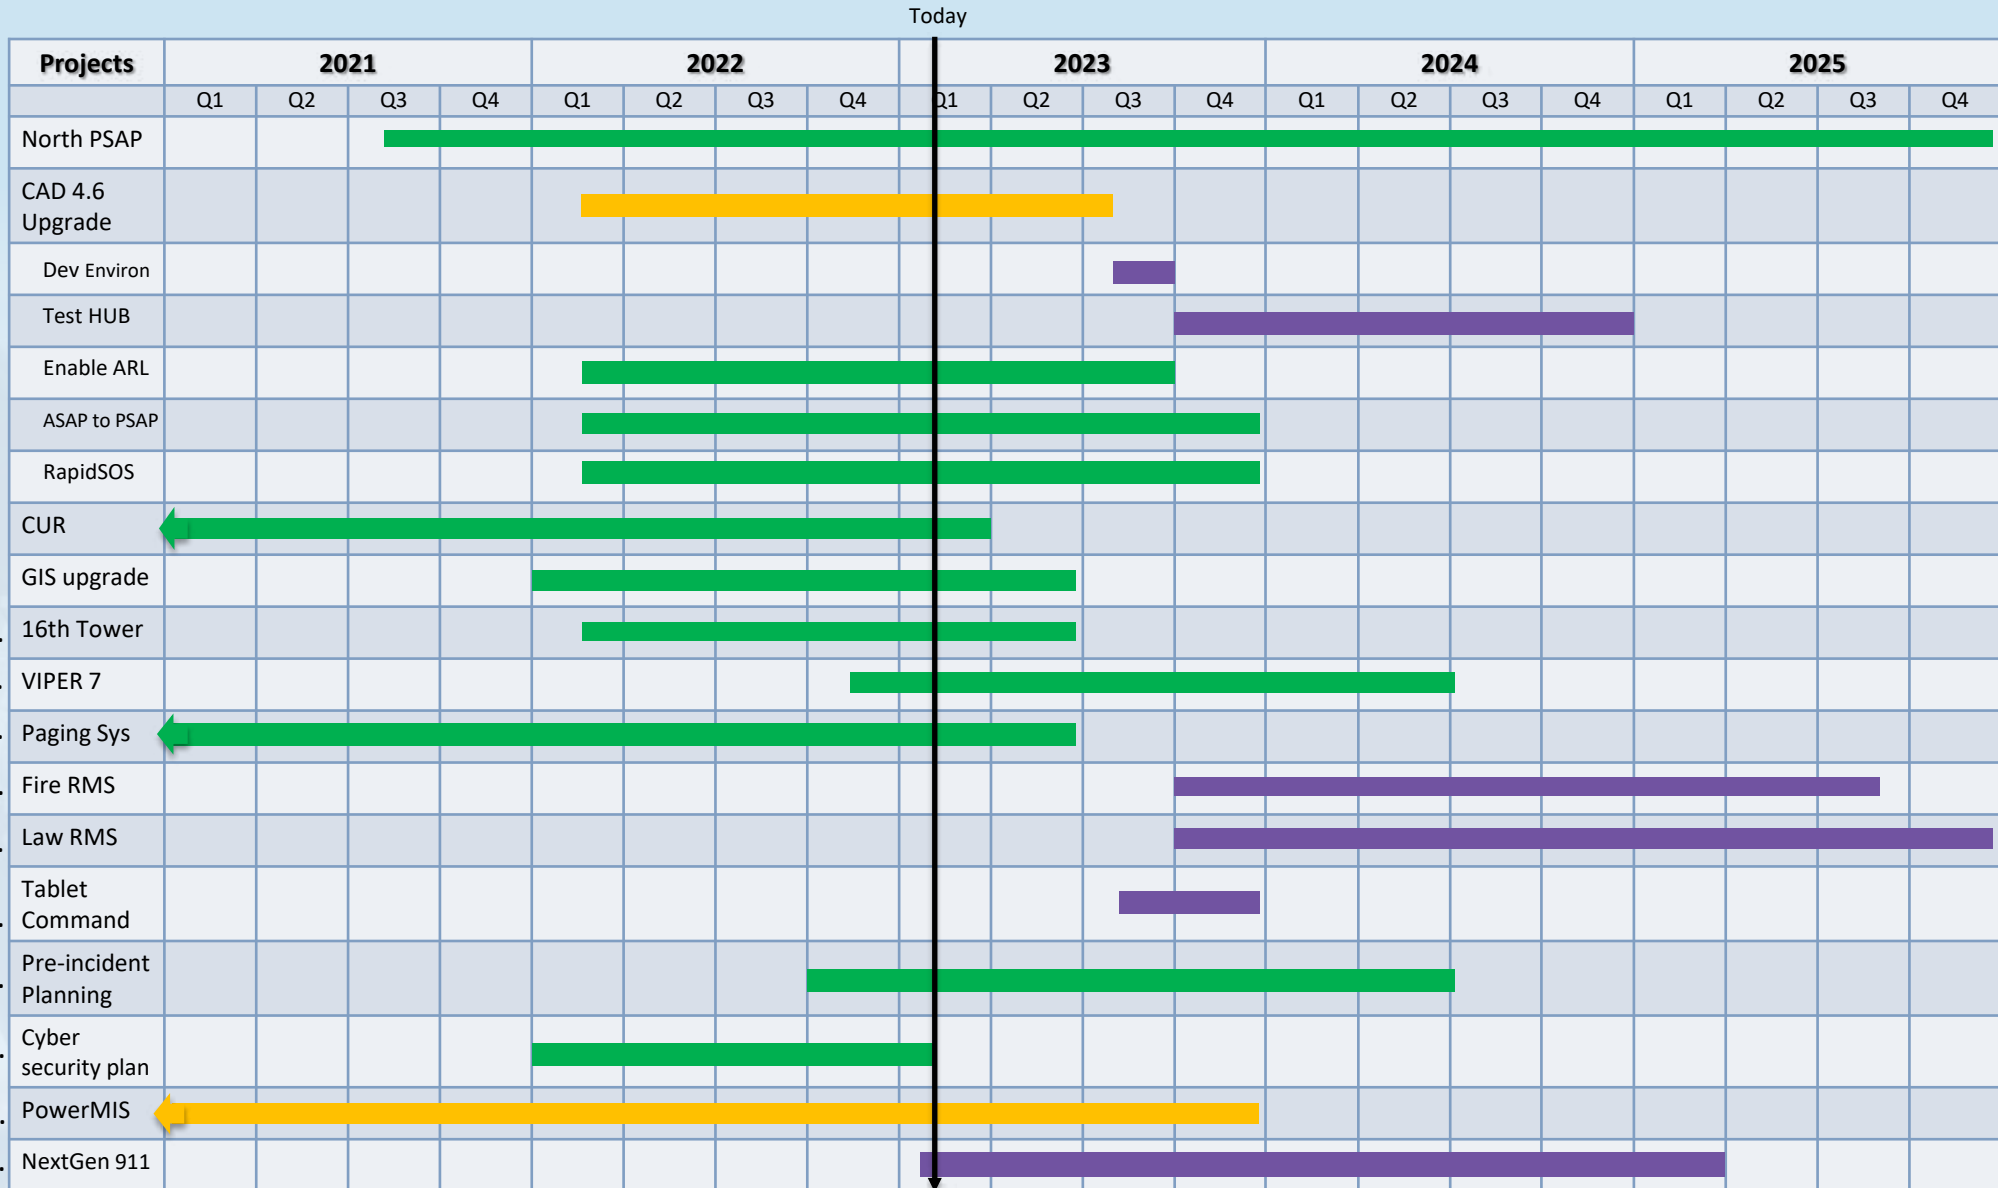 Today
Projects 2021 2022 2023 2024 2025
Q1 Q2 Q3 Q4 Q1 Q2 Q3 Q4 Q1 Q2 Q3 Q4 Q1 Q2 Q3 Q4 Q1 Q2 Q3 Q4
North PSAP
CAD 4.6
Upgrade
Dev Environ
Test HUB
Enable ARL
ASAP to PSAP
RapidSOS
CUR
GIS upgrade
16th Tower
VIPER 7
Paging Sys
Fire RMS
Law RMS
Tablet
Command
Pre-incident
Planning
Cyber
security plan
PowerMIS
NextGen 911